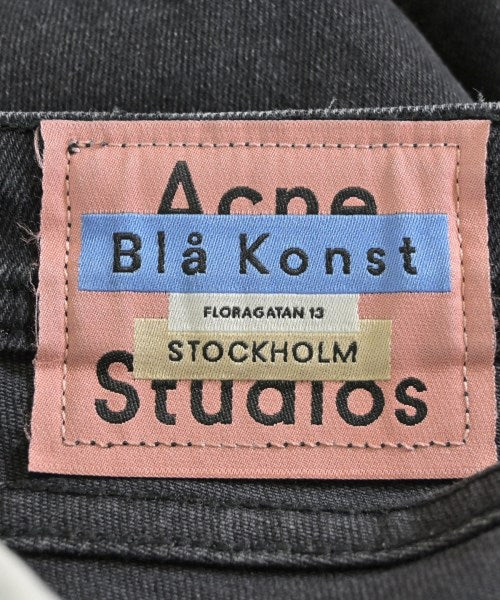 Acne
Blå Konst
FLORAGATAN 13
STOCKHOLM
Studios